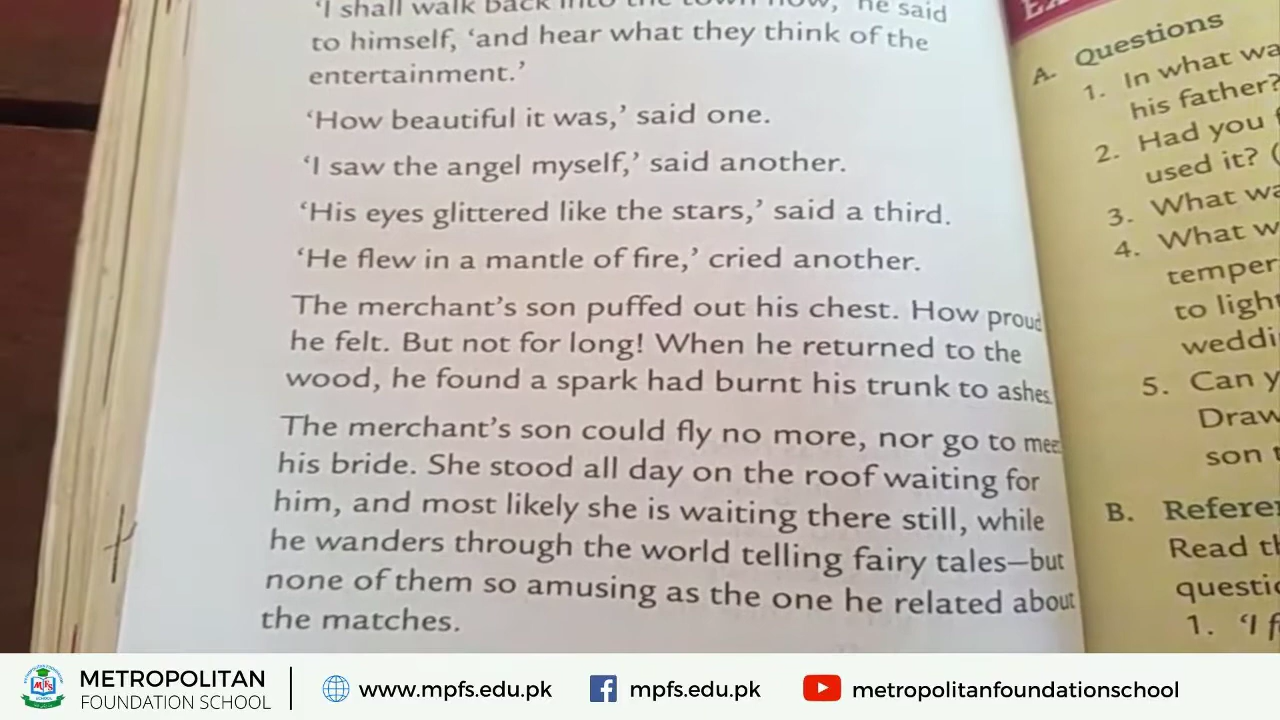 'I shall walk back into the town now,' he said
to himself, 'and hear what they think of the
entertainment.'
'How beautiful it was,' said one.
'I saw the angel myself,' said another.
'His eyes glittered like the stars,' said a third.
'He flew in a mantle of fire,' cried another.
The merchant's son puffed out his chest. How proud
he felt. But not for long! When he returned to the
wood, he found a spark had burnt his trunk to ashes.
The merchant's son could fly no more, nor go to meet
his bride. She stood all day on the roof waiting for
him, and most likely she is waiting there still, while
he wanders through the world telling fairy tales—but
none of them so amusing as the one he related about
the matches.
A. Questions
1. In what
his father?
2. Had you
used it? (
3. What
4. What
to
5. Can
Draw
son
B.
Read
1. 'I
METROPOLITAN
FOUNDATION SCHOOL
www.mpfs.edu.pk
mpfs.edu.pk
metropolitanfoundationschool
MFS